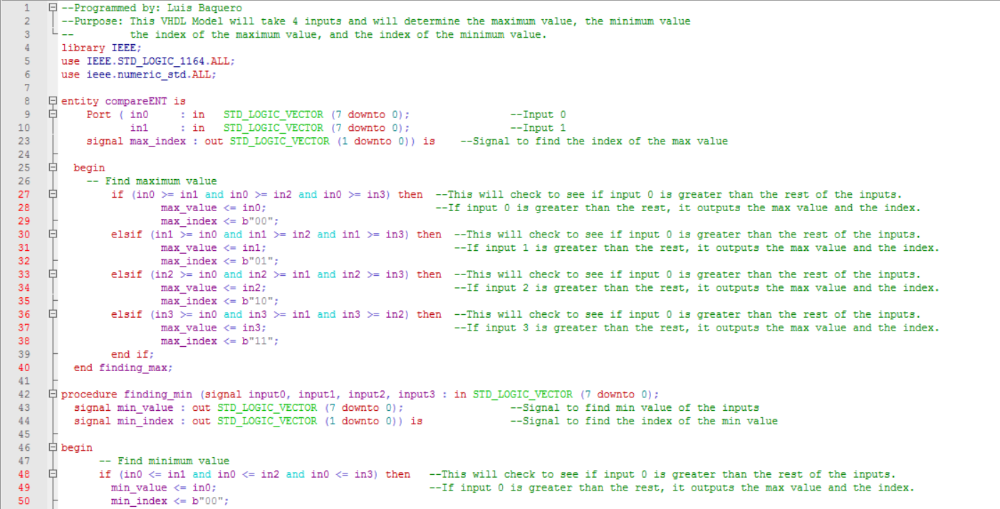 1 --Programmed by: Luis Baquero
2 --Purpose: This VHDL Model will take 4 inputs and will determine the maximum value, the minimum value
3 --         the index of the maximum value, and the index of the minimum value.
4 library IEEE;
5 use IEEE.STD_LOGIC_1164.ALL;
6 use ieee.numeric_std.ALL;
7
8 entity compareENT is
9     Port ( in0     : in   STD_LOGIC_VECTOR (7 downto 0);                --Input 0
10           in1     : in   STD_LOGIC_VECTOR (7 downto 0);                --Input 1
23    signal max_index : out STD_LOGIC_VECTOR (1 downto 0)) is    --Signal to find the index of the max value
24
25  begin
26    -- Find maximum value
27        if (in0 >= in1 and in0 >= in2 and in0 >= in3) then  --This will check to see if input 0 is greater than the rest of the inputs.
28                max_value <= in0;                           --If input 0 is greater than the rest, it outputs the max value and the index.
29                max_index <= b"00";
30        elsif (in1 >= in0 and in1 >= in2 and in1 >= in3) then  --This will check to see if input 0 is greater than the rest of the inputs.
31                max_value <= in1;                              --If input 1 is greater than the rest, it outputs the max value and the index.
32                max_index <= b"01";
33        elsif (in2 >= in0 and in2 >= in1 and in2 >= in3) then  --This will check to see if input 0 is greater than the rest of the inputs.
34                max_value <= in2;                              --If input 2 is greater than the rest, it outputs the max value and the index.
35                max_index <= b"10";
36        elsif (in3 >= in0 and in3 >= in1 and in3 >= in2) then  --This will check to see if input 0 is greater than the rest of the inputs.
37                max_value <= in3;                              --If input 3 is greater than the rest, it outputs the max value and the index.
38                max_index <= b"11";
39        end if;
40  end finding_max;
41
42 procedure finding_min (signal input0, input1, input2, input3 : in STD_LOGIC_VECTOR (7 downto 0);
43  signal min_value : out STD_LOGIC_VECTOR (7 downto 0);                 --Signal to find min value of the inputs
44  signal min_index : out STD_LOGIC_VECTOR (1 downto 0)) is              --Signal to find the index of the min value
45
46 begin
47      -- Find minimum value
48      if (in0 <= in1 and in0 <= in2 and in0 <= in3) then   --This will check to see if input 0 is greater than the rest of the inputs.
49        min_value <= in0;                                  --If input 0 is greater than the rest, it outputs the max value and the index.
50        min_index <= b"00";